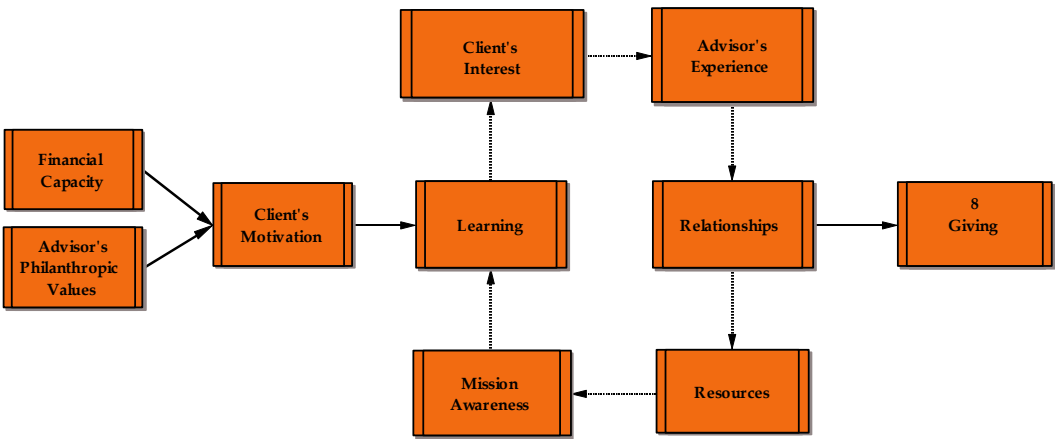 Client's
Interest
Advisor's
Experience
Financial
Capacity
Advisor's
Philanthropic
Values
Client's
Motivation
Learning
Relationships
8
Giving
Mission
Awareness
Resources